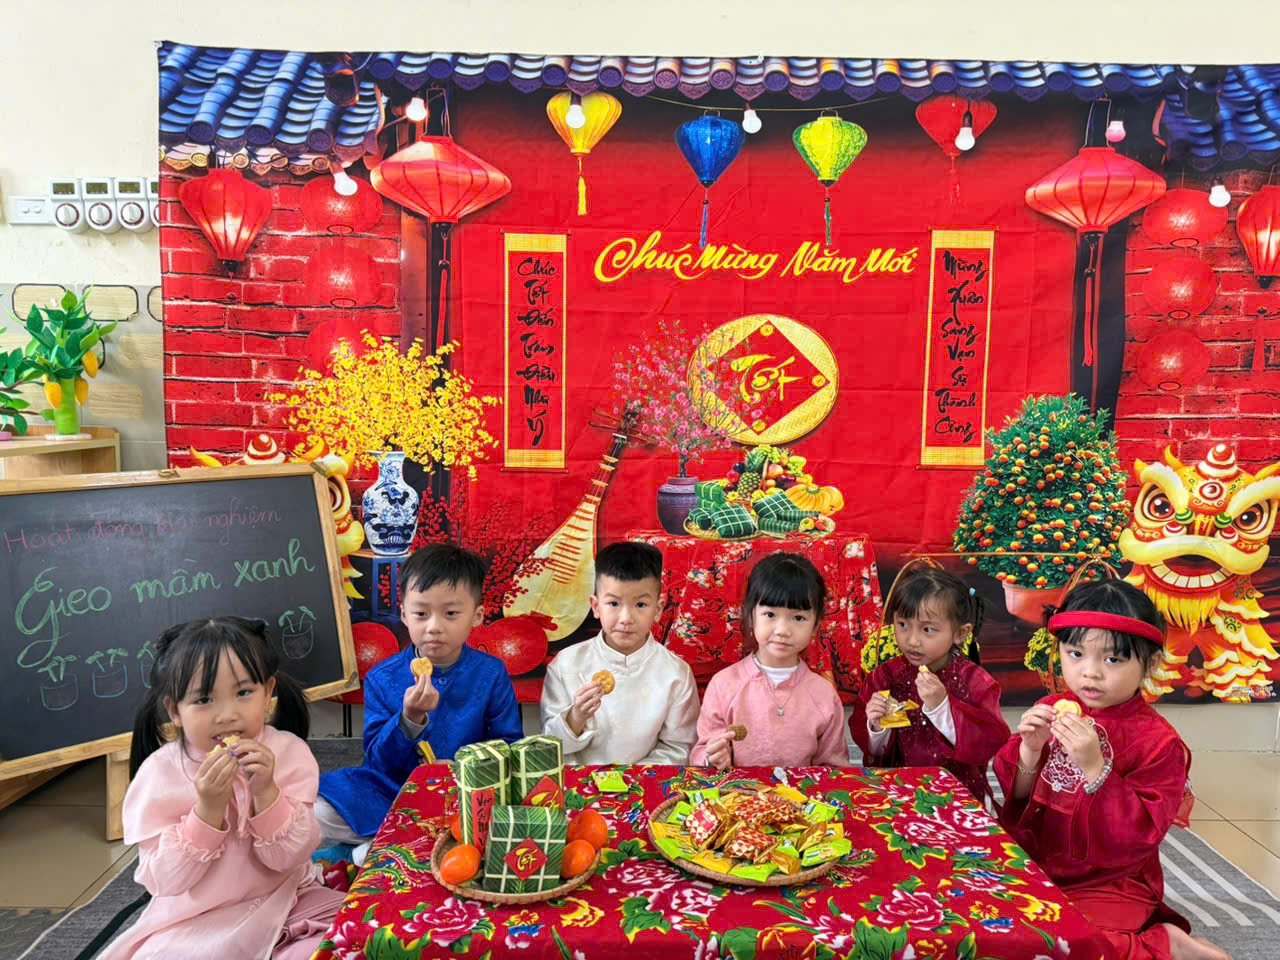 Chúc Mừng Năm Mới
Chúc
Tết
Đến
Trăm
Điều
Như
Ý
Mừng
Xuân
Sang
Vạn
Sự
Thành
Công
Tết
Hoạt động trải nghiệm
Gieo mầm xanh
Tết